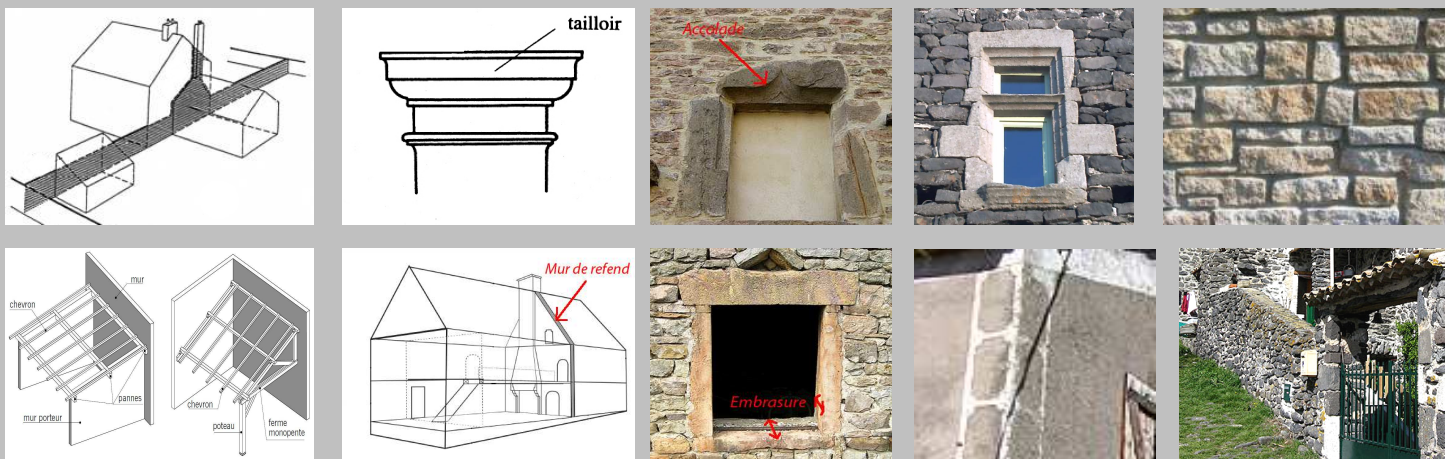 tailloir
Accolade
mur
chevron
pannes
mur porteur
chevron
poteau
ferme
monopente
Mur de refend
Embrasure